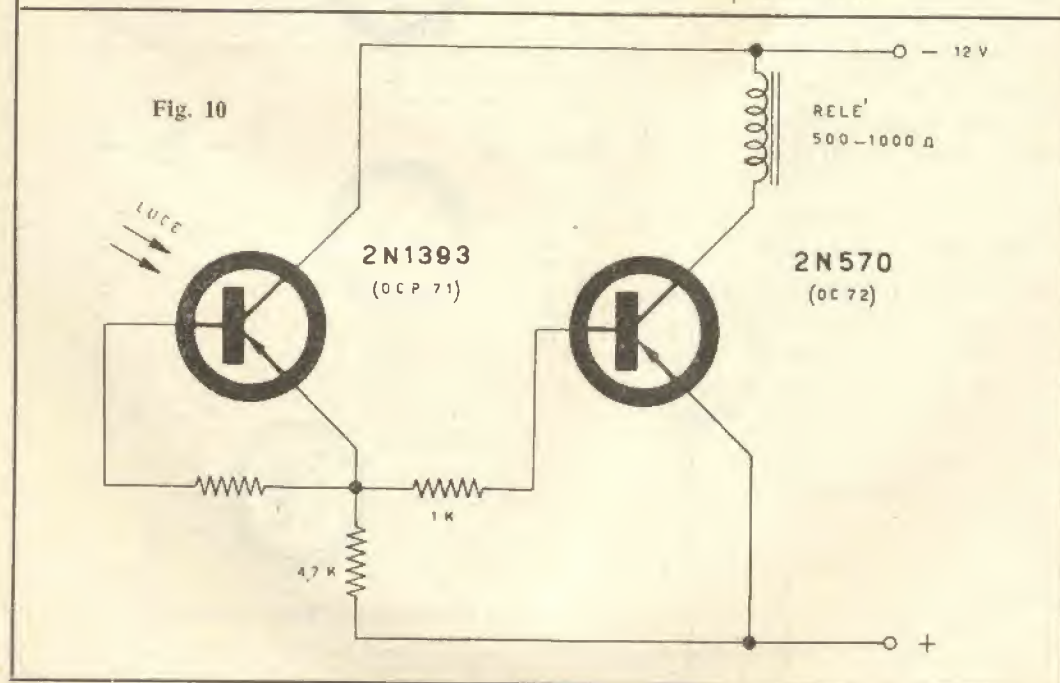 Fig. 10
LUCE
2N1393
(OCP 71)
RELE'
500-1000 Ω
- 12 V
2N570
(OC 72)
1 K
4,7 K
+